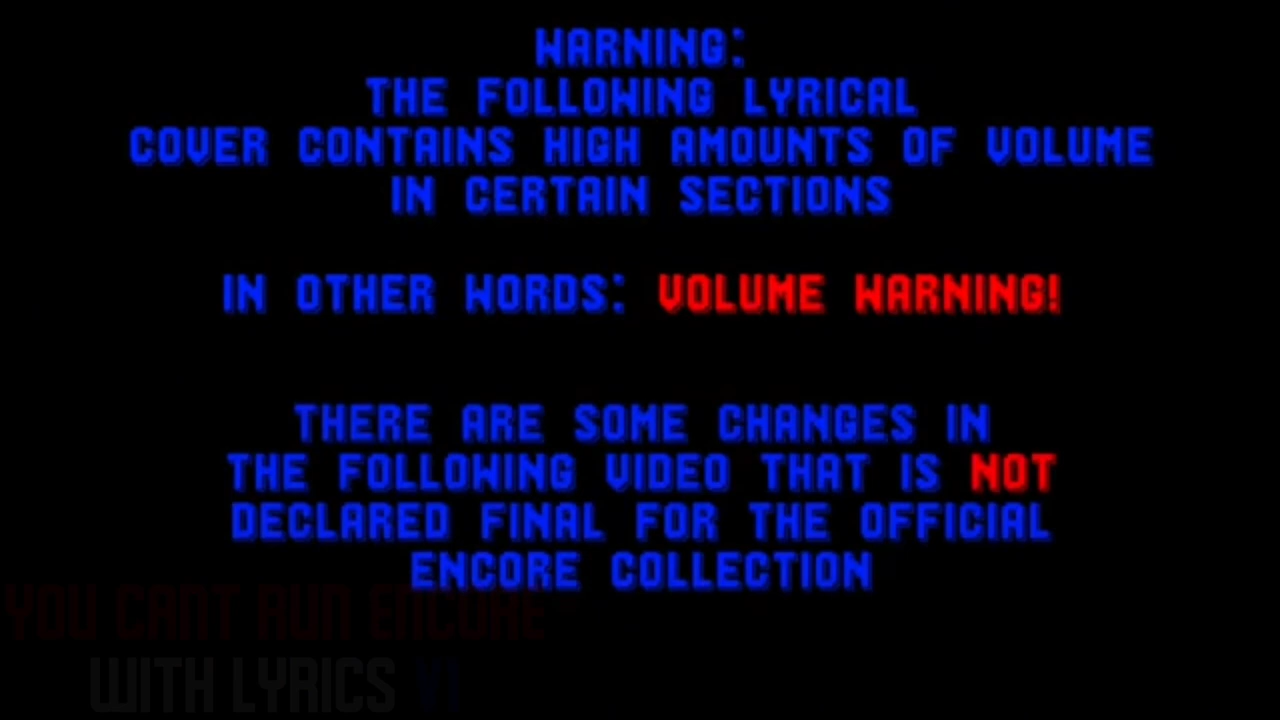 WARNING:
THE FOLLOWING LYRICAL
COVER CONTAINS HIGH AMOUNTS OF VOLUME
IN CERTAIN SECTIONS
IN OTHER WORDS: VOLUME WARNING!
THERE ARE SOME CHANGES IN
THE FOLLOWING VIDEO THAT IS NOT
DECLARED FINAL FOR THE OFFICIAL
ENCORE COLLECTION
YOU CANT RUN ENCORE
WITH LYRICS V1